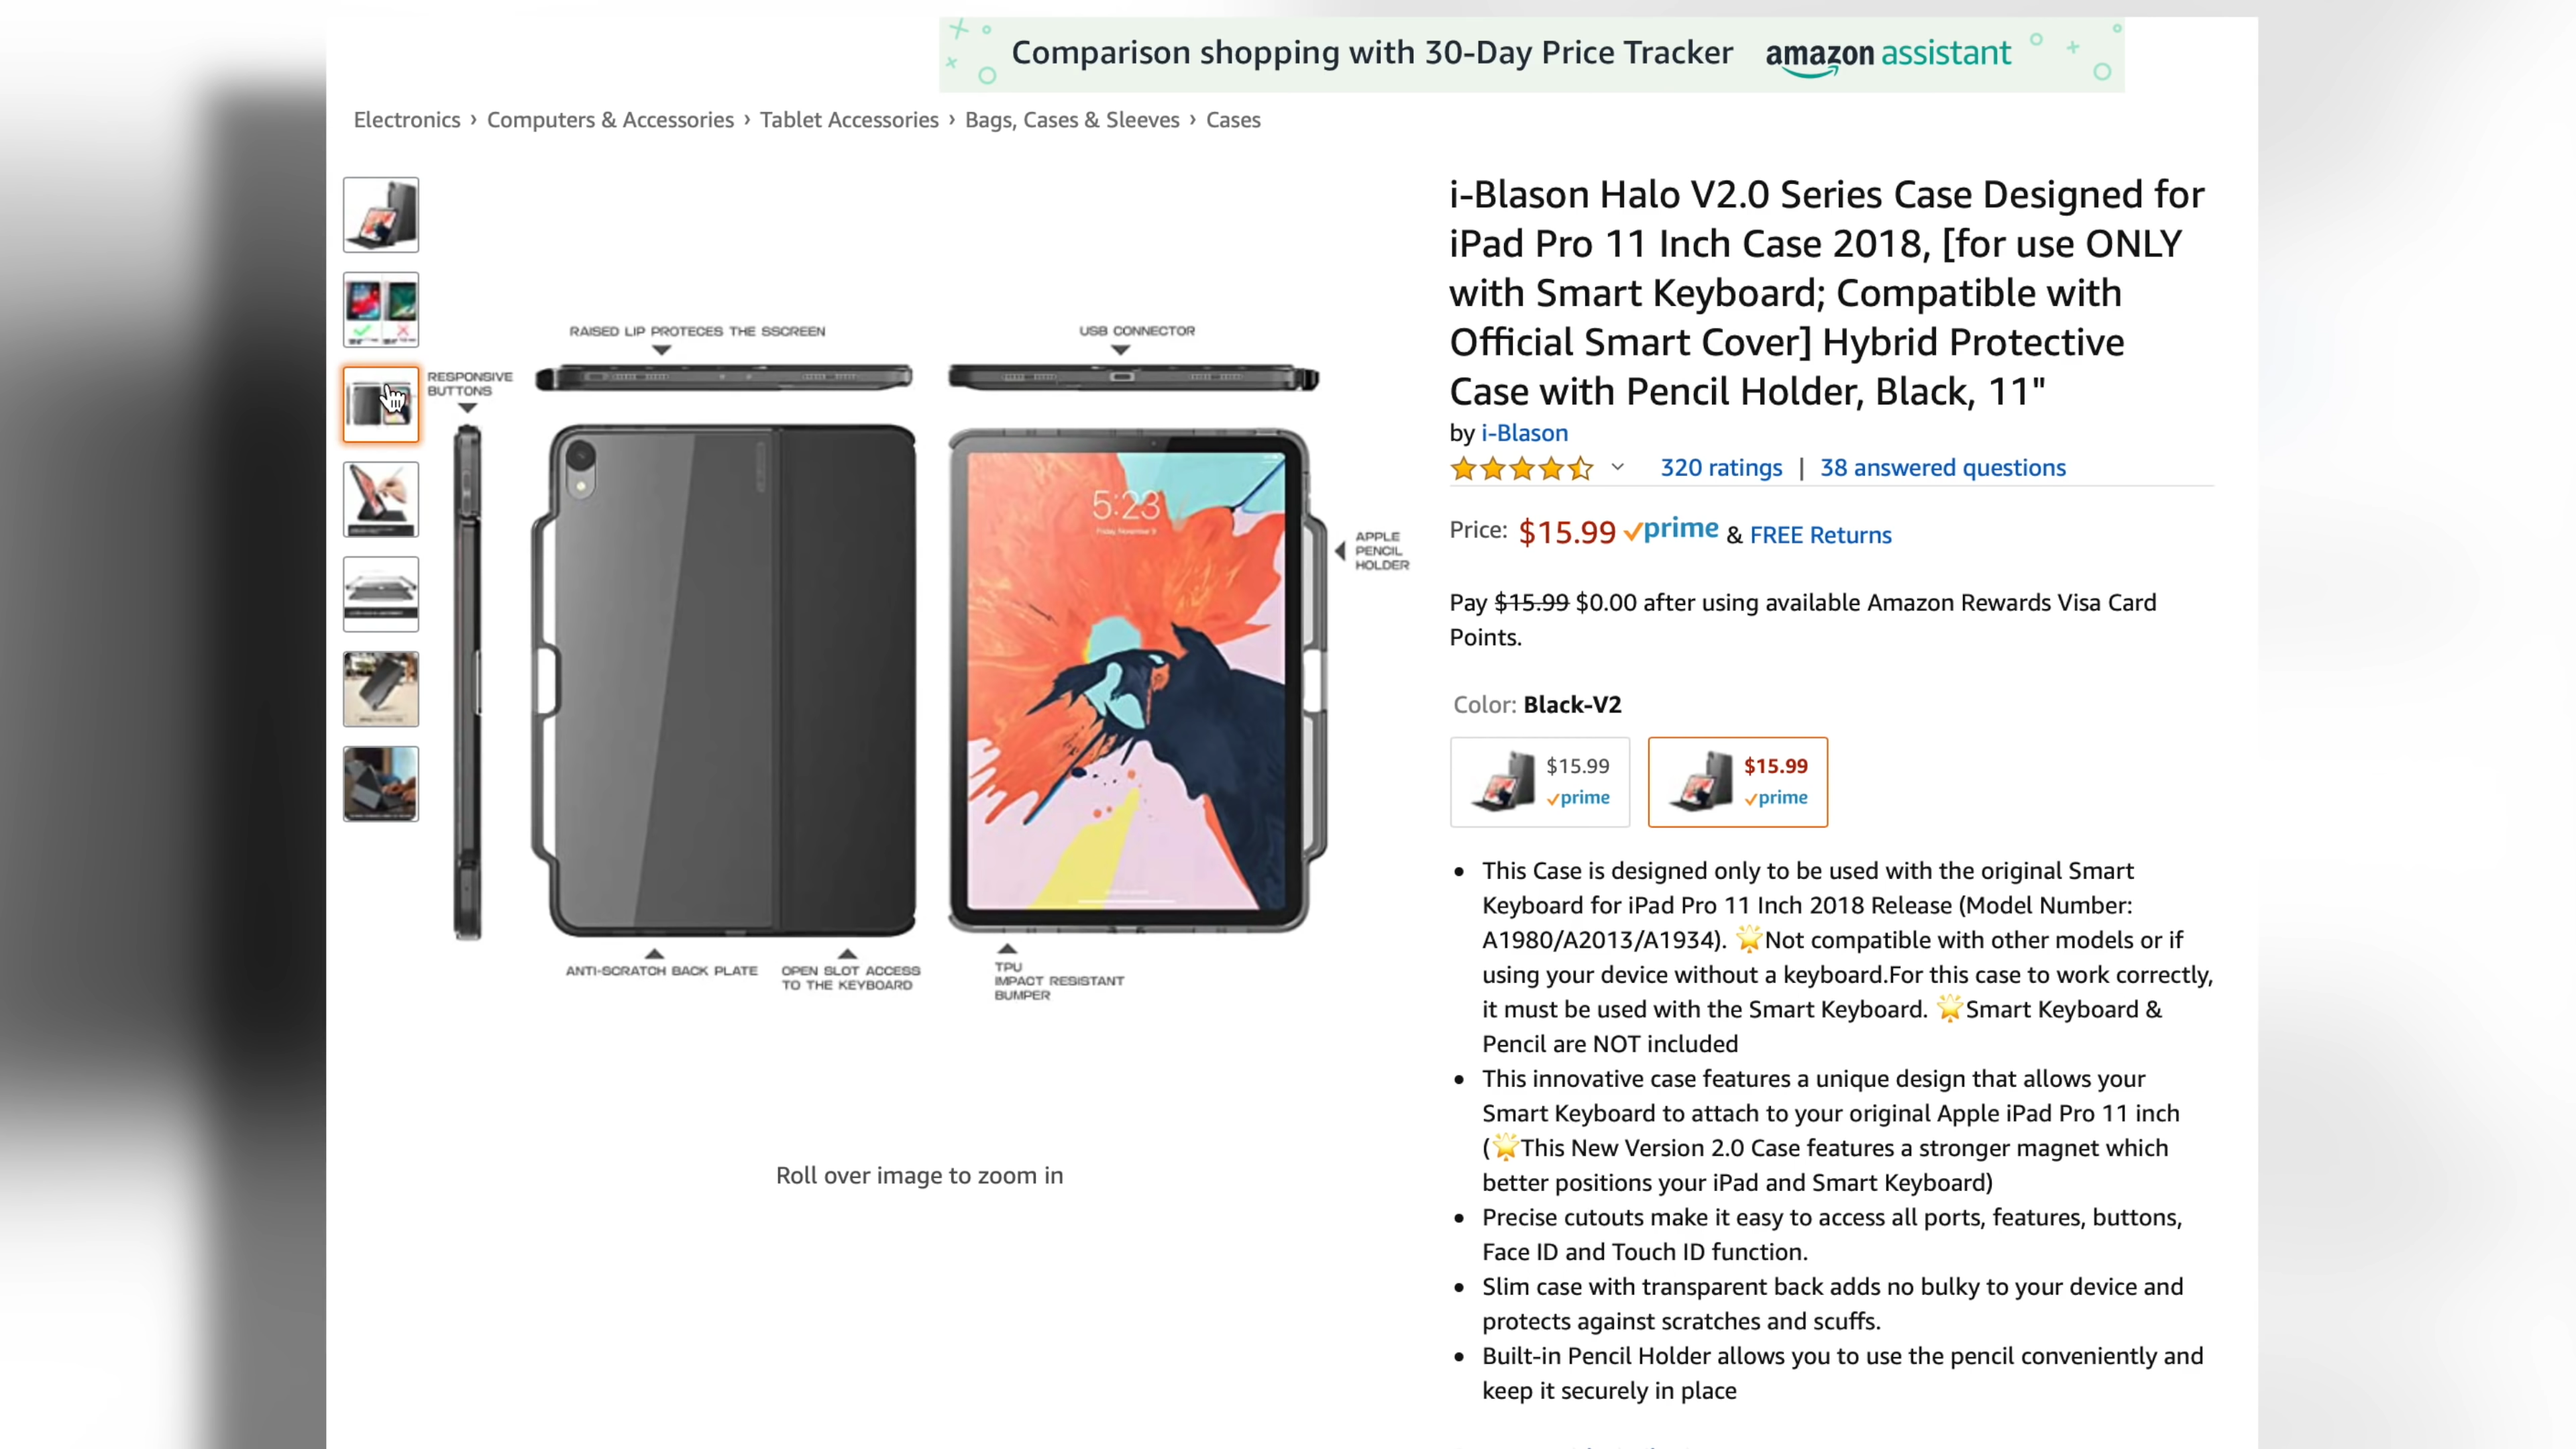 Comparison shopping with 30-Day Price Tracker amazon assistant
Electronics › Computers & Accessories › Tablet Accessories › Bags, Cases & Sleeves › Cases
RAISED LIP PROTECES THE SSCREEN
USB CONNECTOR
RESPONSIVE
BUTTONS
5:23
Friday, November 9
APPLE
PENCIL
HOLDER
ANTI-SCRATCH BACK PLATE
OPEN SLOT ACCESS
TO THE KEYBOARD
TPU
IMPACT RESISTANT
BUMPER
Roll over image to zoom in
i-Blason Halo V2.0 Series Case Designed for
iPad Pro 11 Inch Case 2018, [for use ONLY
with Smart Keyboard; Compatible with
Official Smart Cover] Hybrid Protective
Case with Pencil Holder, Black, 11"
by i-Blason
320 ratings | 38 answered questions
Price: $15.99 prime & FREE Returns
Pay $15.99 $0.00 after using available Amazon Rewards Visa Card
Points.
Color: Black-V2
$15.99
prime
$15.99
prime
• This Case is designed only to be used with the original Smart
Keyboard for iPad Pro 11 Inch 2018 Release (Model Number:
A1980/A2013/A1934). 🌟Not compatible with other models or if
using your device without a keyboard.For this case to work correctly,
it must be used with the Smart Keyboard. 🌟Smart Keyboard &
Pencil are NOT included
• This innovative case features a unique design that allows your
Smart Keyboard to attach to your original Apple iPad Pro 11 inch
(🌟This New Version 2.0 Case features a stronger magnet which
better positions your iPad and Smart Keyboard)
• Precise cutouts make it easy to access all ports, features, buttons,
Face ID and Touch ID function.
• Slim case with transparent back adds no bulky to your device and
protects against scratches and scuffs.
• Built-in Pencil Holder allows you to use the pencil conveniently and
keep it securely in place